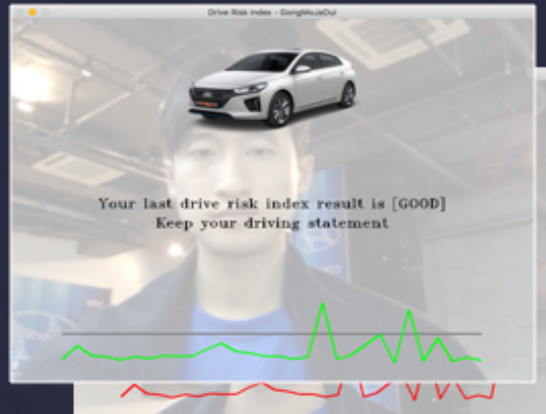 Drive Risk Index - GongMoJaDul
Your last drive risk index result is [GOOD]
Keep your driving statement